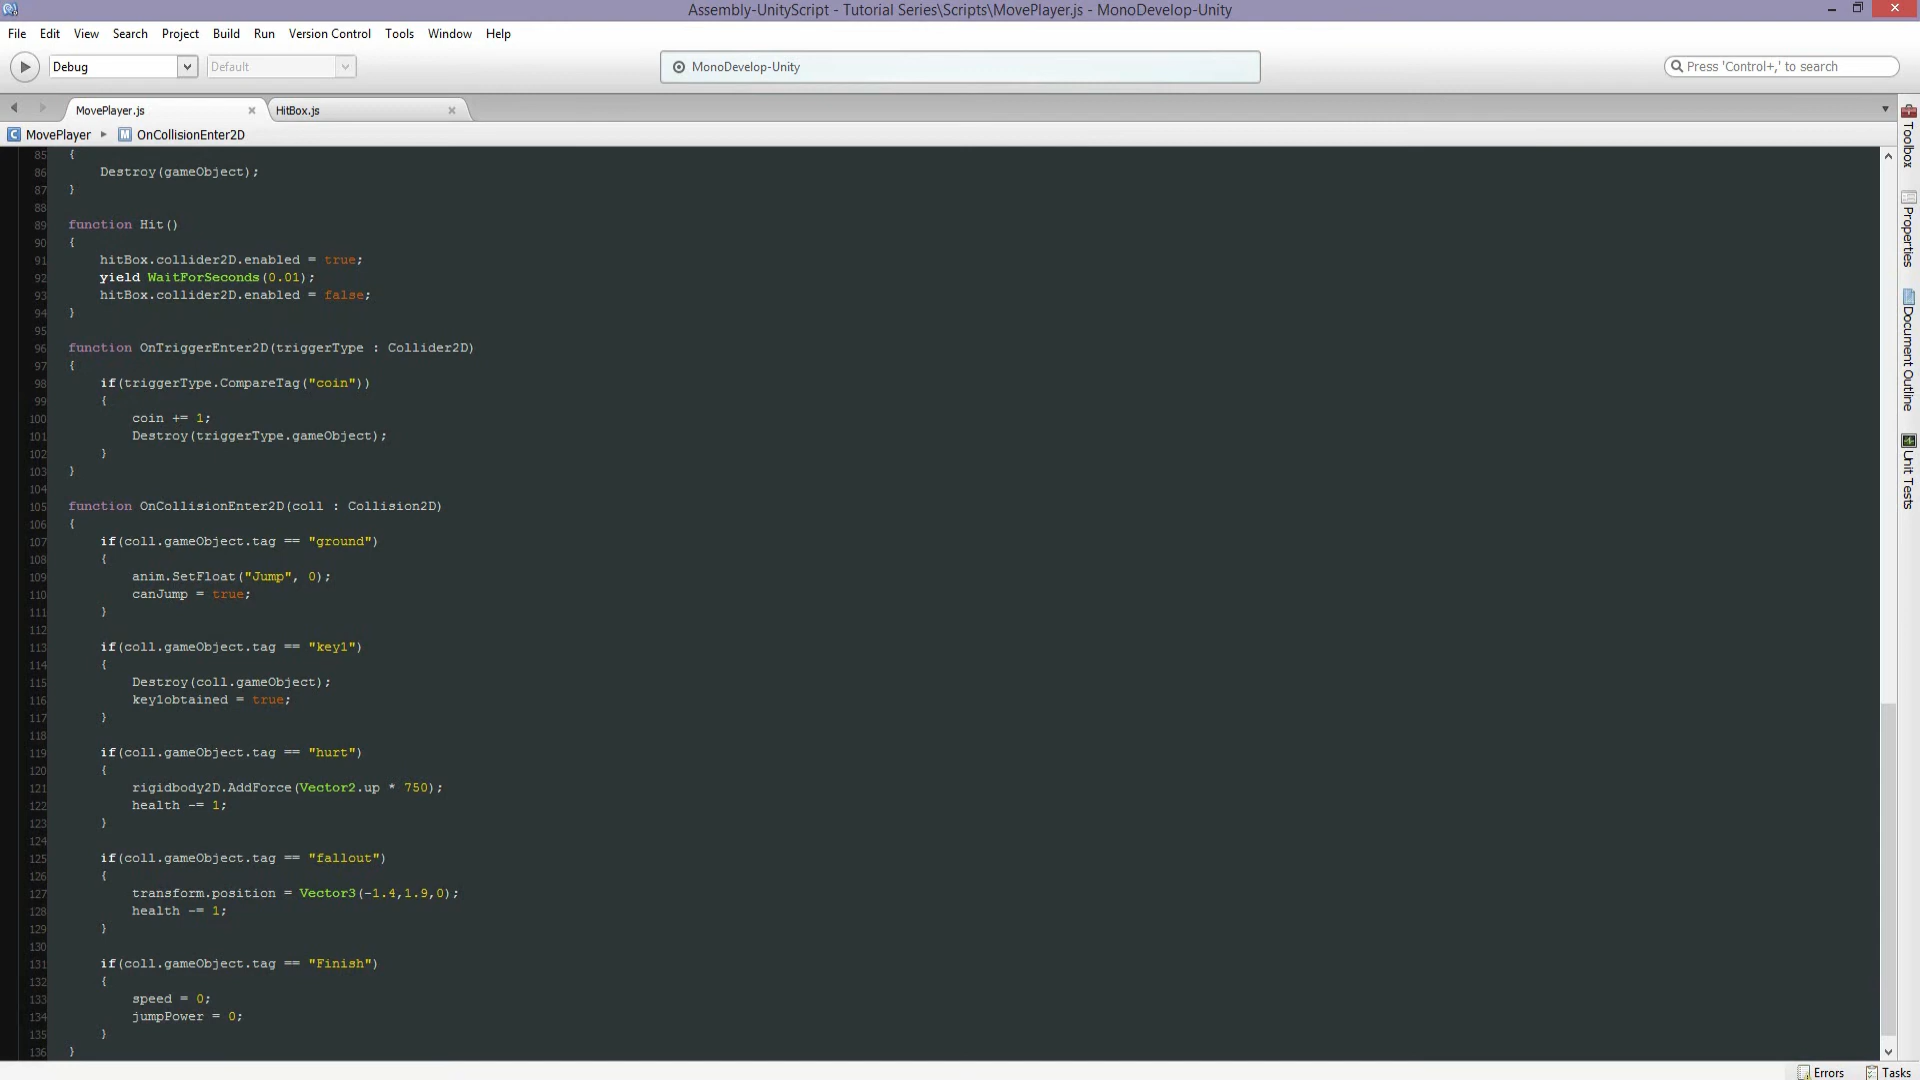 Assembly-UnityScript - Tutorial Series\Scripts\MovePlayer.js - MonoDevelop-Unity
File Edit View Search Project Build Run Version Control Tools Window Help
Debug Default MonoDevelop-Unity Press 'Control+,' to search
MovePlayer.js HitBox.js
MovePlayer OnCollisionEnter2D
85 {
86 Destroy(gameObject);
87 }
88
89 function Hit()
90 {
91 hitBox.collider2D.enabled = true;
92 yield WaitForSeconds(0.01);
93 hitBox.collider2D.enabled = false;
94 }
95
96 function OnTriggerEnter2D(triggerType : Collider2D)
97 {
98 if(triggerType.CompareTag("coin"))
99 {
100 coin += 1;
101 Destroy(triggerType.gameObject);
102 }
103 }
104
105 function OnCollisionEnter2D(coll : Collision2D)
106 {
107 if(coll.gameObject.tag == "ground")
108 {
109 anim.SetFloat("Jump", 0);
110 canJump = true;
111 }
112
113 if(coll.gameObject.tag == "key1")
114 {
115 Destroy(coll.gameObject);
116 key1obtained = true;
117 }
118
119 if(coll.gameObject.tag == "hurt")
120 {
121 rigidbody2D.AddForce(Vector2.up * 750);
122 health -= 1;
123 }
124
125 if(coll.gameObject.tag == "fallout")
126 {
127 transform.position = Vector3(-1.4,1.9,0);
128 health -= 1;
129 }
130
131 if(coll.gameObject.tag == "Finish")
132 {
133 speed = 0;
134 jumpPower = 0;
135 }
136 }
Toolbox
Properties
Document Outline
Unit Tests
Errors Tasks